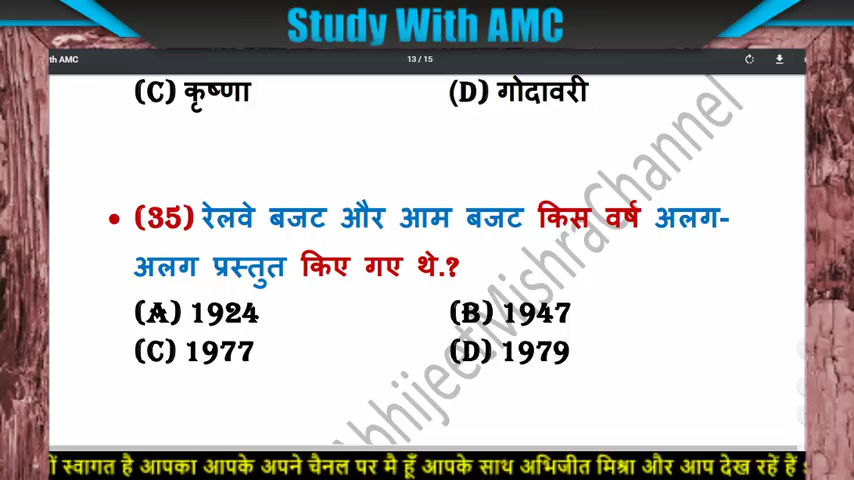 Study With AMC
th AMC
13 / 15
(C) कृष्णा (D) गोदावरी
• (35) रेलवे बजट और आम बजट किस वर्ष अलग-
अलग प्रस्तुत किए गए थे.?
(A) 1924 (B) 1947
(C) 1977 (D) 1979
AbhijeetMishraChannel
स्वागत है आपका आपके अपने चैनल पर मै हूँ आपके साथ अभिजीत मिश्रा और आप देख रहें हैं